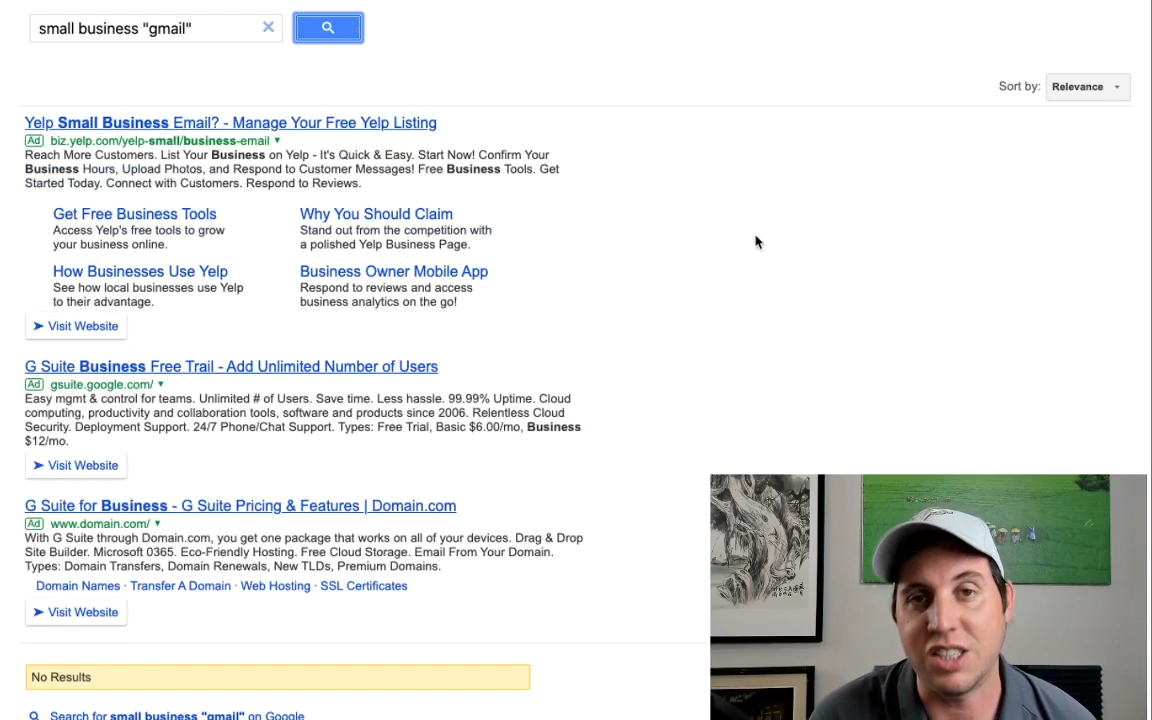 small business "gmail"
Sort by: Relevance
Yelp Small Business Email? - Manage Your Free Yelp Listing
Ad biz.yelp.com/yelp-small/business-email
Reach More Customers. List Your Business on Yelp - It's Quick & Easy. Start Now! Confirm Your
Business Hours, Upload Photos, and Respond to Customer Messages! Free Business Tools. Get
Started Today. Connect with Customers. Respond to Reviews.
Get Free Business Tools
Access Yelp's free tools to grow
your business online.
Why You Should Claim
Stand out from the competition with
a polished Yelp Business Page.
How Businesses Use Yelp
See how local businesses use Yelp
to their advantage.
Business Owner Mobile App
Respond to reviews and access
business analytics on the go!
Visit Website
G Suite Business Free Trail - Add Unlimited Number of Users
Ad gsuite.google.com/
Easy mgmt & control for teams. Unlimited # of Users. Save time. Less hassle. 99.99% Uptime. Cloud
computing, productivity and collaboration tools, software and products since 2006. Relentless Cloud
Security. Deployment Support. 24/7 Phone/Chat Support. Types: Free Trial, Basic $6.00/mo, Business
$12/mo.
Visit Website
G Suite for Business - G Suite Pricing & Features | Domain.com
Ad www.domain.com/
With G Suite through Domain.com, you get one package that works on all of your devices. Drag & Drop
Site Builder. Microsoft 0365. Eco-Friendly Hosting. Free Cloud Storage. Email From Your Domain.
Types: Domain Transfers, Domain Renewals, New TLDs, Premium Domains.
Domain Names · Transfer A Domain · Web Hosting · SSL Certificates
Visit Website
No Results
Search for small business "gmail" on Google